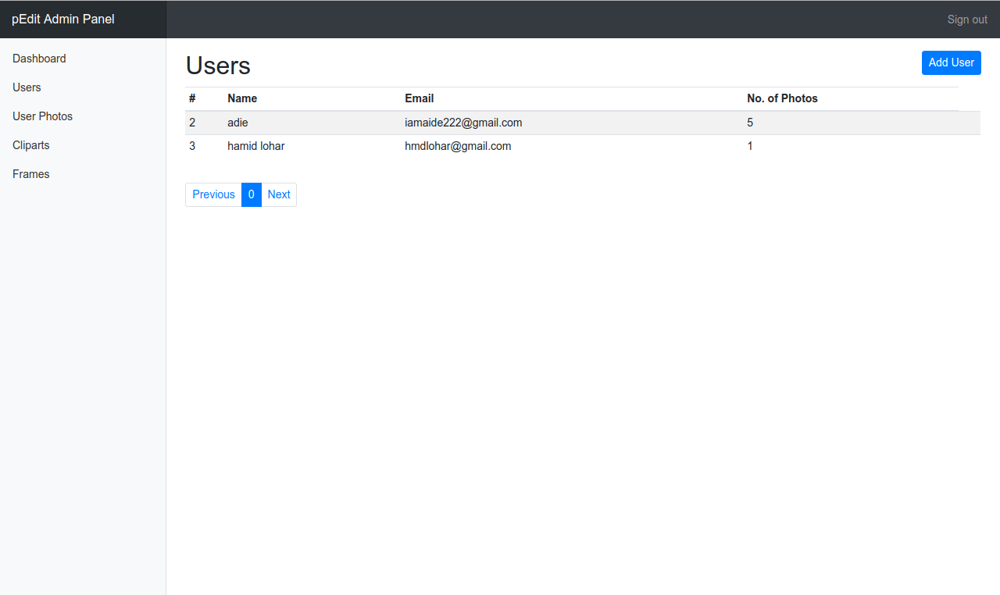 pEdit Admin Panel Sign out
Dashboard
Users
User Photos
Cliparts
Frames
Users Add User
# Name Email No. of Photos
2 adie iamaide222@gmail.com 5
3 hamid lohar hmdlohar@gmail.com 1
Previous 0 Next